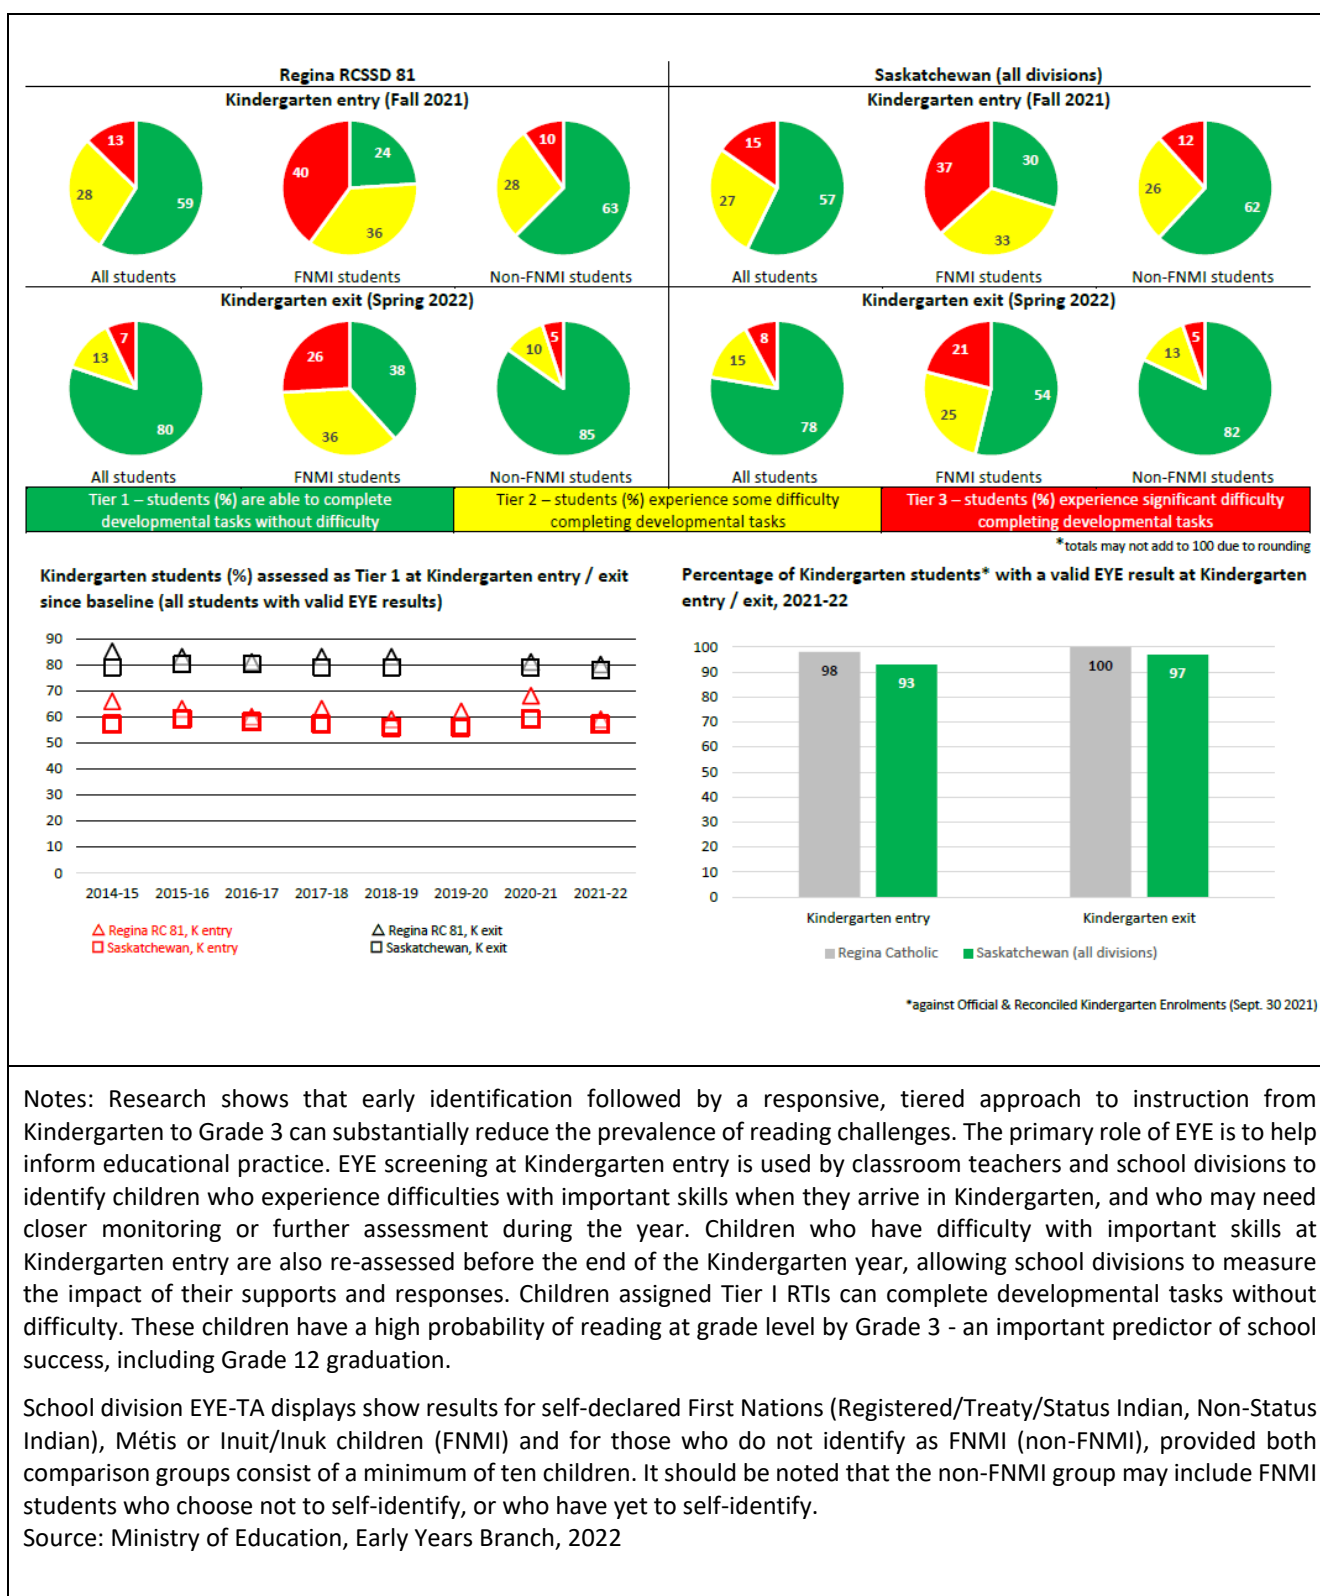 Regina RCSSD 81
Saskatchewan (all divisions)
Kindergarten entry (Fall 2021)
Kindergarten entry (Fall 2021)
13
28
59
40
24
36
10
28
63
15
27
57
37
30
33
12
26
62
All students
FNMI students
Non-FNMI students
All students
FNMI students
Non-FNMI students
Kindergarten exit (Spring 2022)
Kindergarten exit (Spring 2022)
7
13
80
26
38
36
5
10
85
8
15
78
21
54
25
5
13
82
All students
FNMI students
Non-FNMI students
All students
FNMI students
Non-FNMI students
Tier 1 – students (%) are able to complete
developmental tasks without difficulty
Tier 2 – students (%) experience some difficulty
completing developmental tasks
Tier 3 – students (%) experience significant difficulty
completing developmental tasks
*totals may not add to 100 due to rounding
Kindergarten students (%) assessed as Tier 1 at Kindergarten entry / exit
since baseline (all students with valid EYE results)
90
80
70
60
50
40
30
20
10
0
2014-15 2015-16 2016-17 2017-18 2018-19 2019-20 2020-21 2021-22
Regina RC 81, K entry
Regina RC 81, K exit
Saskatchewan, K entry
Saskatchewan, K exit
Percentage of Kindergarten students* with a valid EYE result at Kindergarten
entry / exit, 2021-22
100
90
80
70
60
50
40
30
20
10
0
98
93
100
97
Kindergarten entry
Kindergarten exit
Regina Catholic
Saskatchewan (all divisions)
*against Official & Reconciled Kindergarten Enrolments (Sept. 30 2021)
Notes: Research shows that early identification followed by a responsive, tiered approach to instruction from
Kindergarten to Grade 3 can substantially reduce the prevalence of reading challenges. The primary role of EYE is to help
inform educational practice. EYE screening at Kindergarten entry is used by classroom teachers and school divisions to
identify children who experience difficulties with important skills when they arrive in Kindergarten, and who may need
closer monitoring or further assessment during the year. Children who have difficulty with important skills at
Kindergarten entry are also re-assessed before the end of the Kindergarten year, allowing school divisions to measure
the impact of their supports and responses. Children assigned Tier I RTIs can complete developmental tasks without
difficulty. These children have a high probability of reading at grade level by Grade 3 - an important predictor of school
success, including Grade 12 graduation.
School division EYE-TA displays show results for self-declared First Nations (Registered/Treaty/Status Indian, Non-Status
Indian), Métis or Inuit/Inuk children (FNMI) and for those who do not identify as FNMI (non-FNMI), provided both
comparison groups consist of a minimum of ten children. It should be noted that the non-FNMI group may include FNMI
students who choose not to self-identify, or who have yet to self-identify.
Source: Ministry of Education, Early Years Branch, 2022